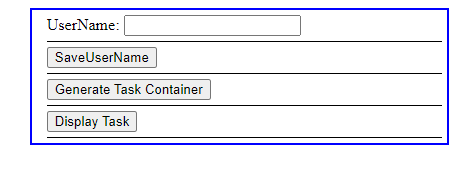 UserName:
SaveUserName
Generate Task Container
Display Task